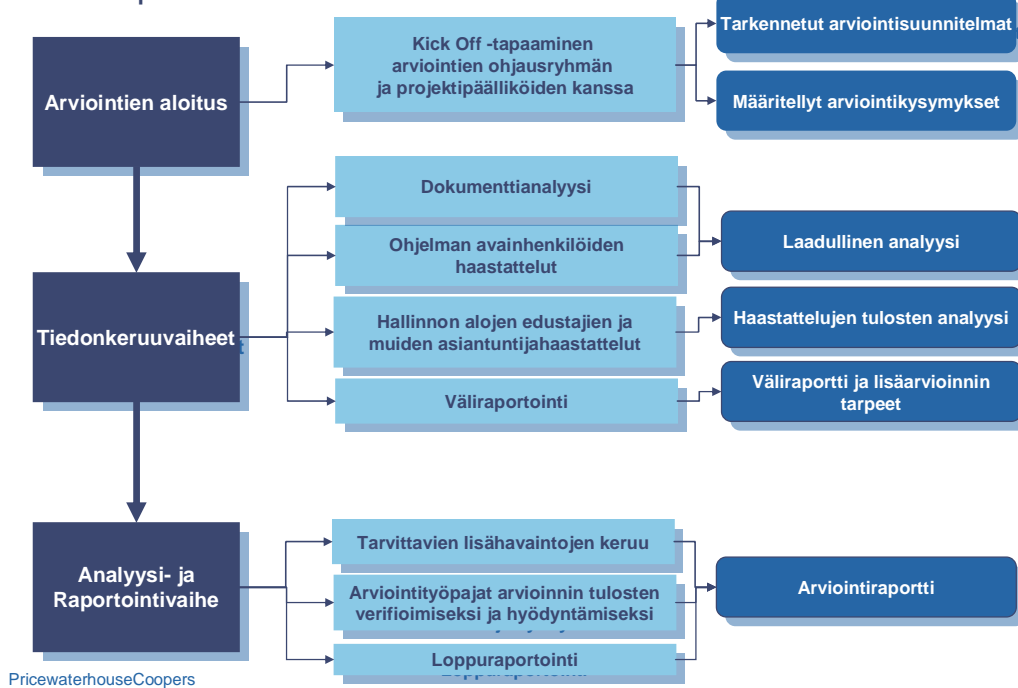 Arviointien aloitus
Kick Off -tapaaminen
arviointien ohjausryhmän
ja projektipäälliköiden kanssa
Tarkennetut arviointisuunnitelmat
Määritellyt arviointikysymykset
Tiedonkeruuvaiheet
Dokumenttianalyysi
Ohjelman avainhenkilöiden
haastattelut
Hallinnon alojen edustajien ja
muiden asiantuntijahaastattelut
Väliraportointi
Laadullinen analyysi
Haastattelujen tulosten analyysi
Väliraportti ja lisäarvioinnin
tarpeet
Analyysi- ja
Raportointivaihe
Tarvittavien lisähavaintojen keruu
Arviointityöpajat arvioinnin tulosten
verifioimiseksi ja hyödyntämiseksi
Loppuraportointi
Arviointiraportti
PricewaterhouseCoopers